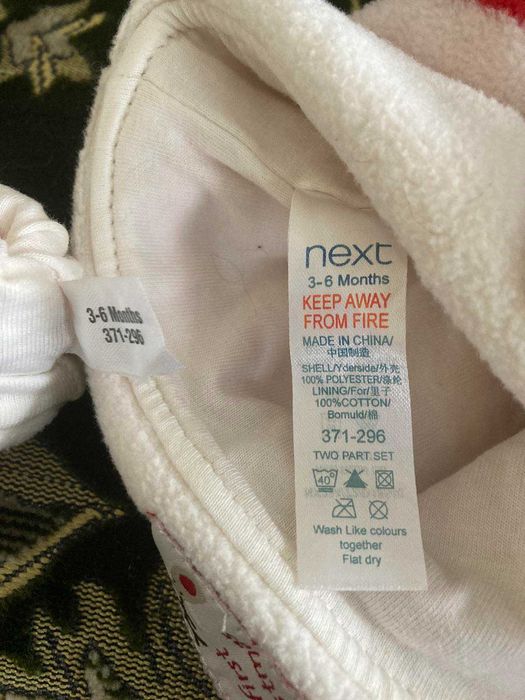 3-6 Months
371-296
next
3-6 Months
KEEP AWAY
FROM FIRE
MADE IN CHINA/
中国制造
SHELL/Yderside/外壳
100% POLYESTER/涤纶
LINING/For/里子
100%COTTON/
Bomuld/棉
371-296
TWO PART SET
40°
Wash Like colours
together
Flat dry
first